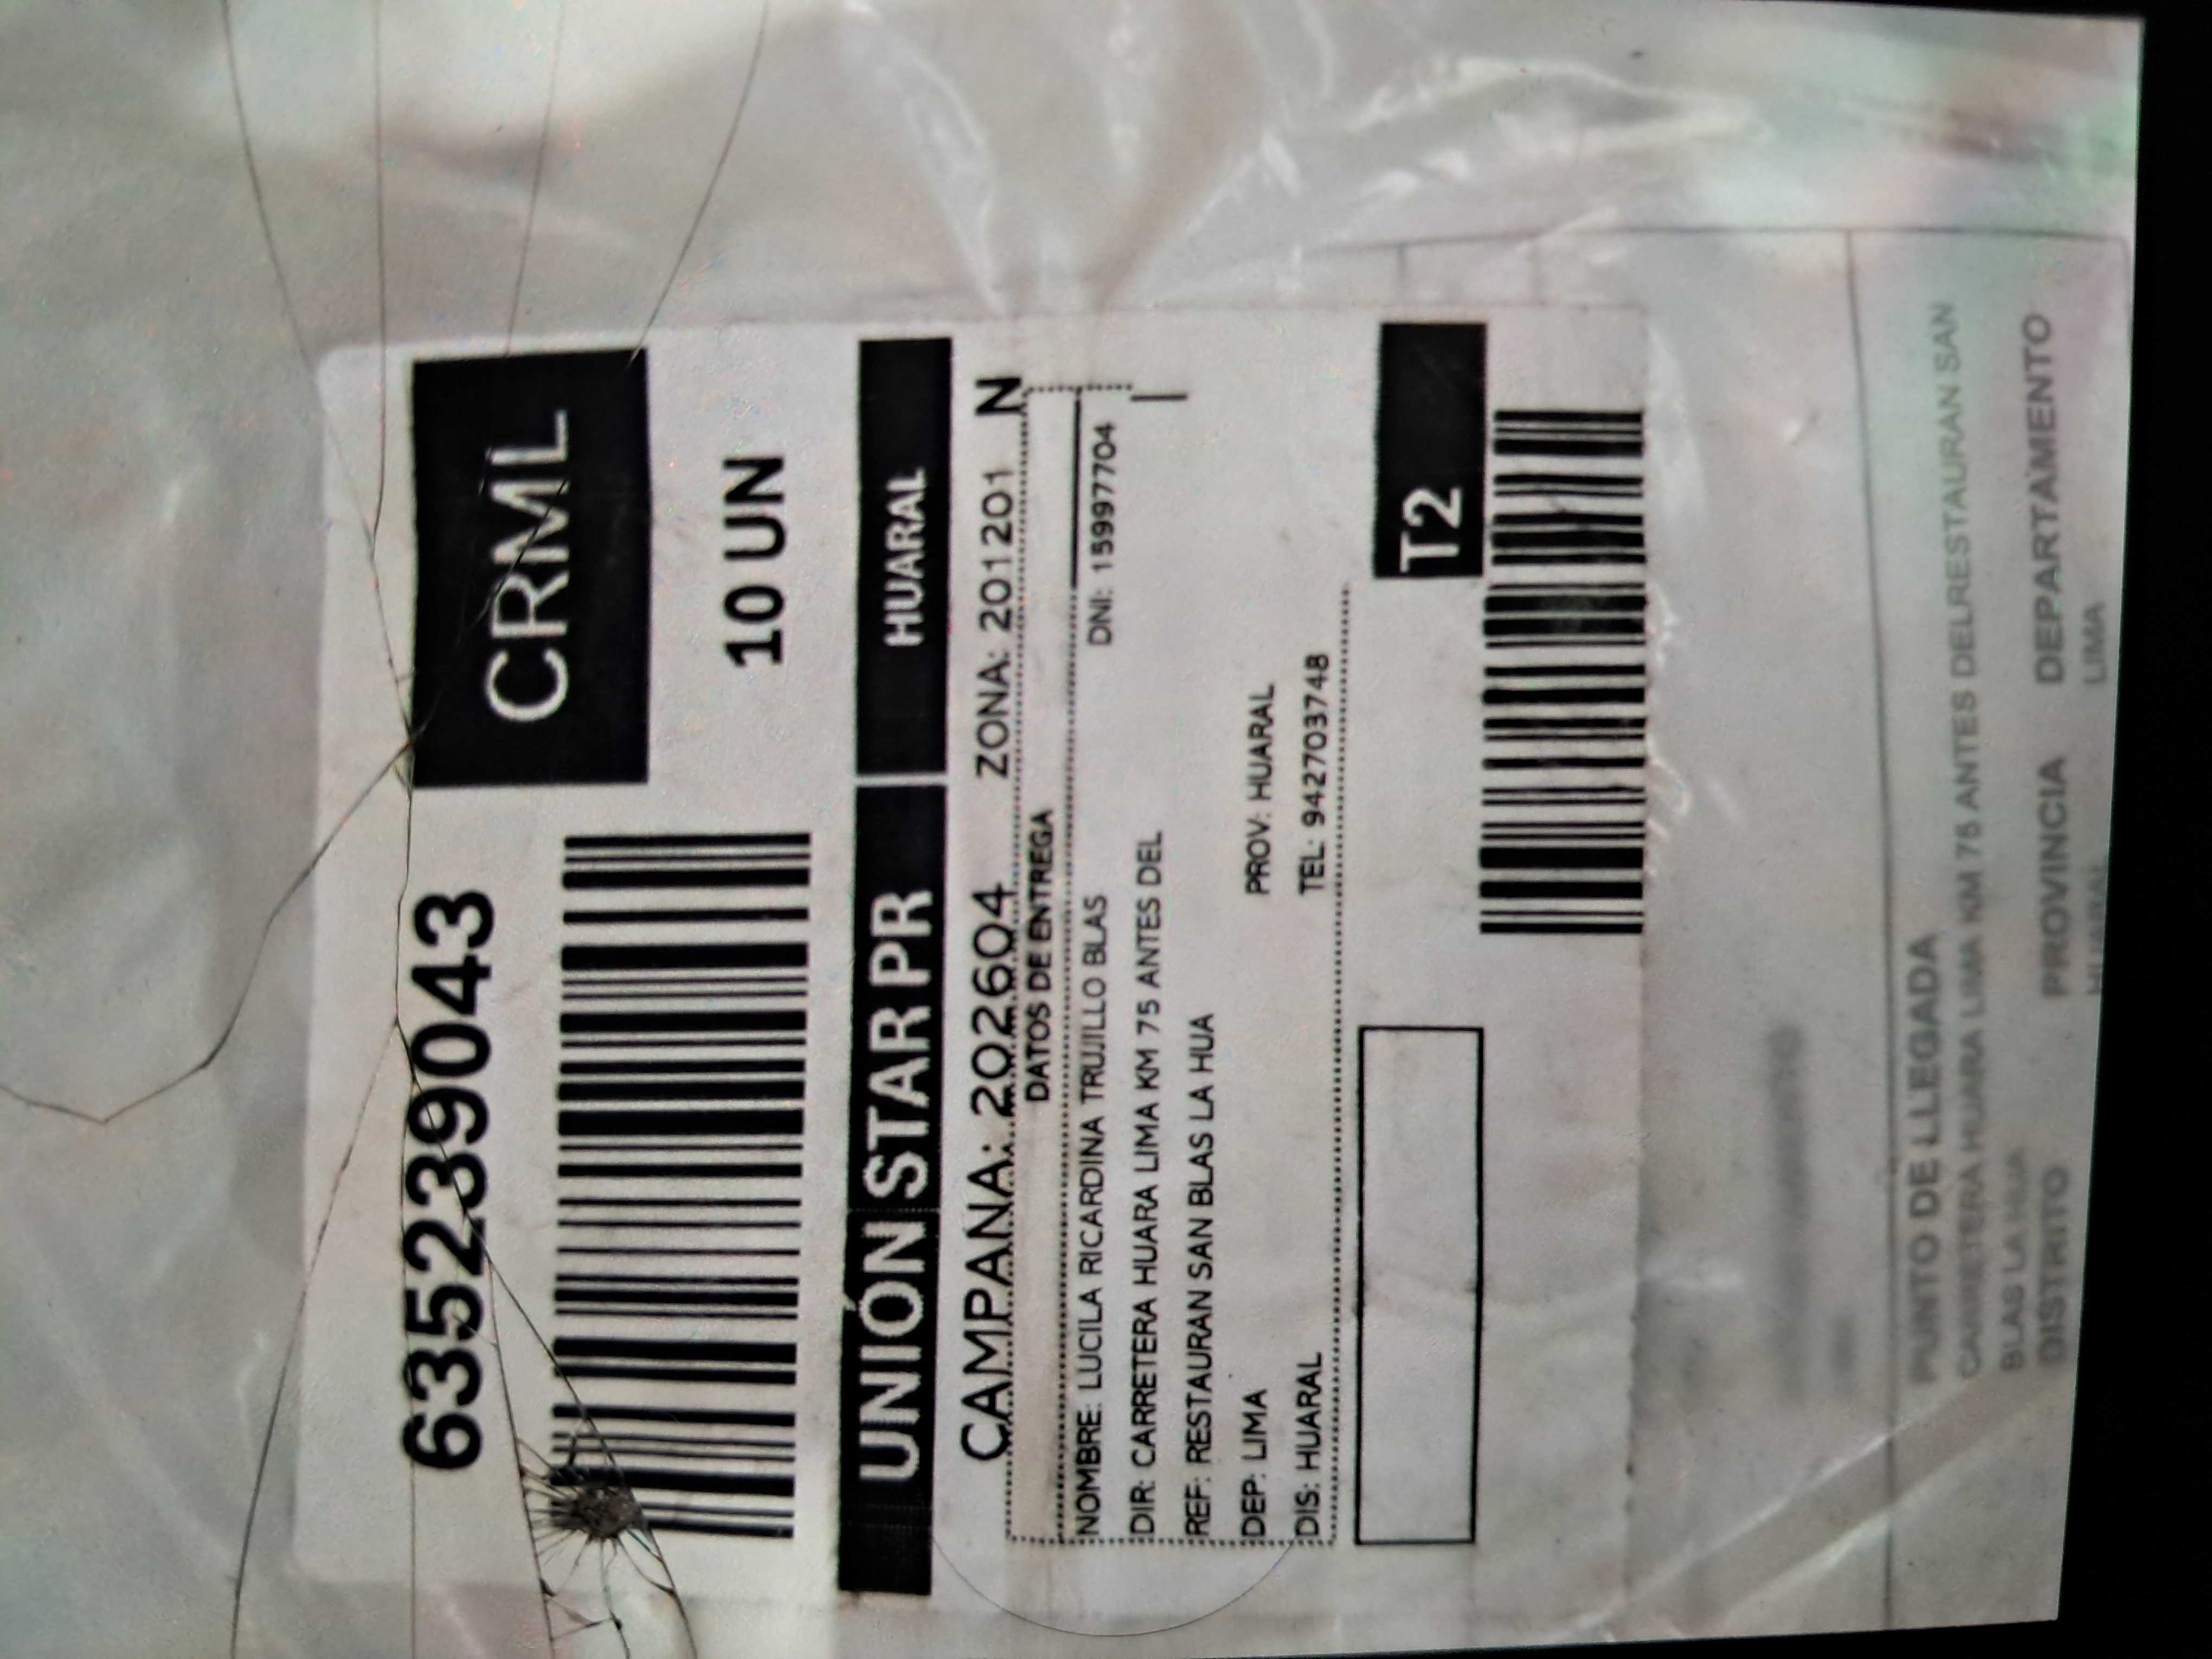 6352239043
CRML
10 UN
UNIÓN STAR PR HUARAL
CAMPANA: 202604 ZONA: 201201 N
DATOS DE ENTREGA
NOMBRE: LUCILA RICARDINA TRUJILLO BLAS DNI: 15997704
DIR: CARRETERA HUARA LIMA KM 75 ANTES DEL
REF: RESTAURAN SAN BLAS LA HUA
DEP: LIMA PROV: HUARAL
DIS: HUARAL TEL: 942703748
T2
PUNTO DE LLEGADA
CARRETERA HUARA LIMA KM 75 ANTES DELRESTAURAN SAN
BLAS LA HUA
DISTRITO PROVINCIA DEPARTAMENTO
HUARAL LIMA